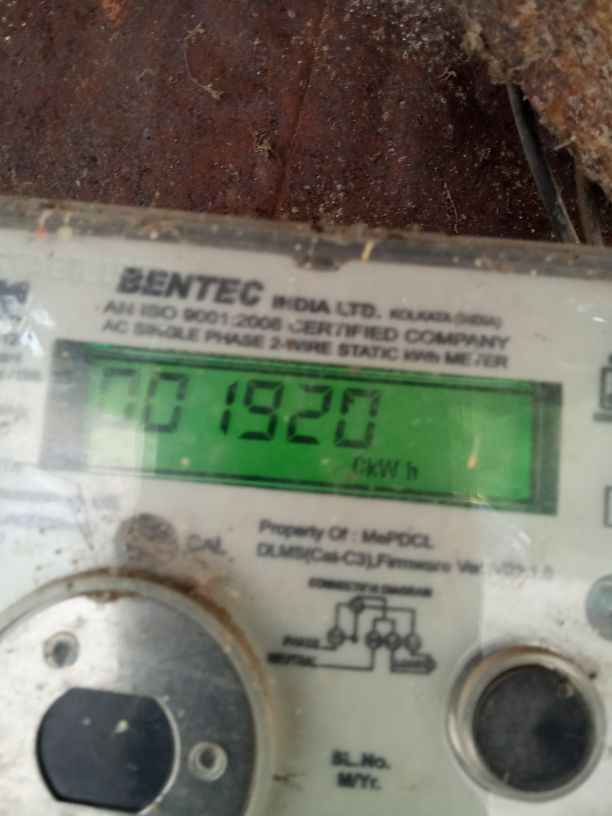 BENTEC INDIA LTD. KOLKATA (INDIA)
AN ISO 9001:2008 CERTIFIED COMPANY
AC SINGLE PHASE 2-WIRE STATIC kWh METER
001920
CkWh
CAL
Property Of : MePDCL
DLMS(Cat-C3),Firmware Ver.
CONNECTION DIAGRAM
PHASE
NEUTRAL
LOAD
SL.No.
M/Yr.